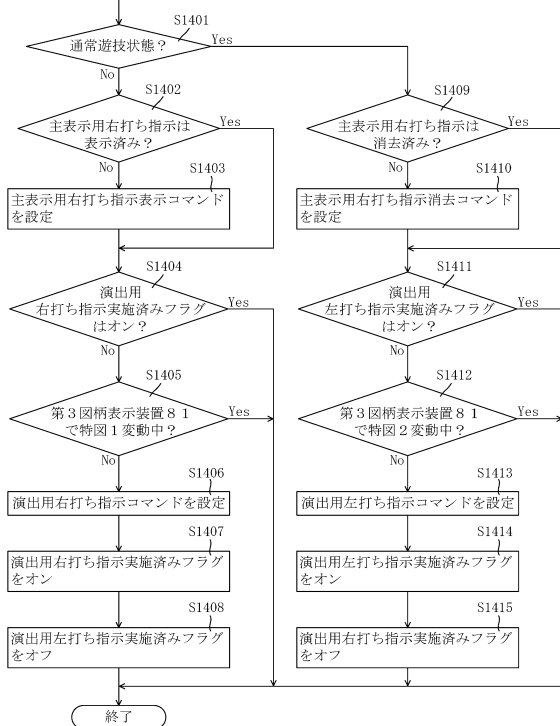 S1401
通常遊技状態？
Yes
No
S1402
主表示用右打ち指示は
表示済み？
Yes
No
S1403
主表示用右打ち指示表示コマンド
を設定
S1404
演出用
右打ち指示実施済みフラグ
はオン？
Yes
No
S1405
第３図柄表示装置８１
で特図１変動中？
Yes
No
S1406
演出用右打ち指示コマンドを設定
S1407
演出用右打ち指示実施済みフラグ
をオン
S1408
演出用左打ち指示実施済みフラグ
をオフ
終了
S1409
主表示用右打ち指示は
消去済み？
Yes
No
S1410
主表示用右打ち指示消去コマンド
を設定
S1411
演出用
左打ち指示実施済みフラグ
はオン？
Yes
No
S1412
第３図柄表示装置８１
で特図２変動中？
Yes
No
S1413
演出用左打ち指示コマンドを設定
S1414
演出用左打ち指示実施済みフラグ
をオン
S1415
演出用右打ち指示実施済みフラグ
をオフ